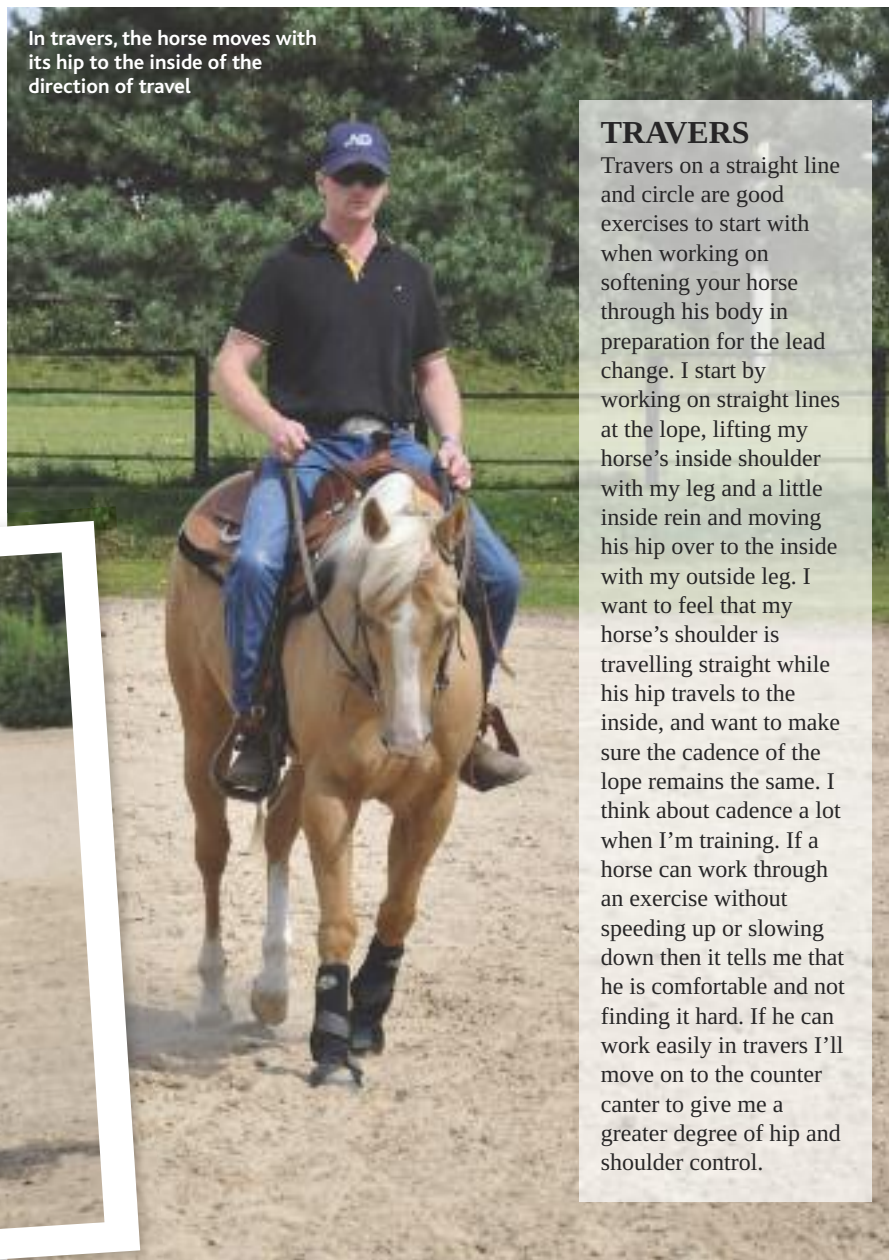 In travers, the horse moves with
its hip to the inside of the
direction of travel
TRAVERS
Travers on a straight line
and circle are good
exercises to start with
when working on
softening your horse
through his body in
preparation for the lead
change. I start by
working on straight lines
at the lope, lifting my
horse’s inside shoulder
with my leg and a little
inside rein and moving
his hip over to the inside
with my outside leg. I
want to feel that my
horse’s shoulder is
travelling straight while
his hip travels to the
inside, and want to make
sure the cadence of the
lope remains the same. I
think about cadence a lot
when I’m training. If a
horse can work through
an exercise without
speeding up or slowing
down then it tells me that
he is comfortable and not
finding it hard. If he can
work easily in travers I’ll
move on to the counter
canter to give me a
greater degree of hip and
shoulder control.